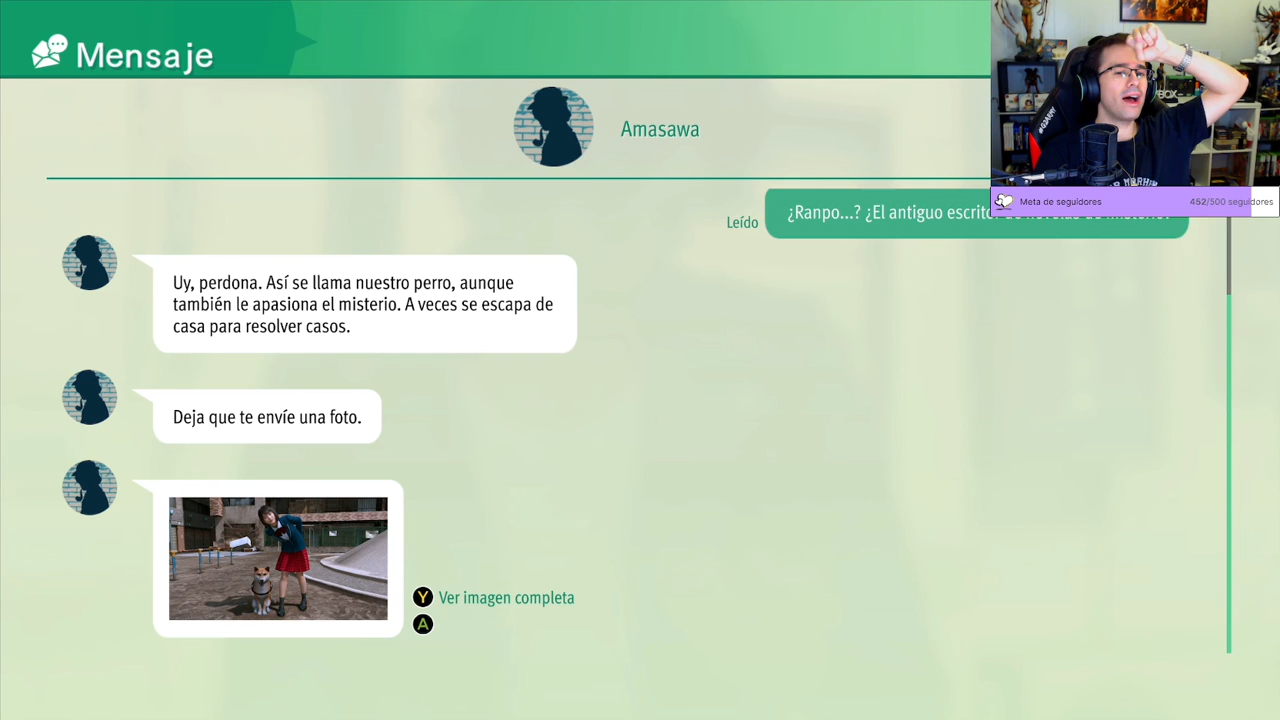 Mensaje
Amasawa
Leído
¿Ranpo...? ¿El antiguo escritor
Meta de seguidores
452/500 seguidores
Uy, perdona. Así se llama nuestro perro, aunque
también le apasiona el misterio. A veces se escapa de
casa para resolver casos.
Deja que te envíe una foto.
Y Ver imagen completa
A